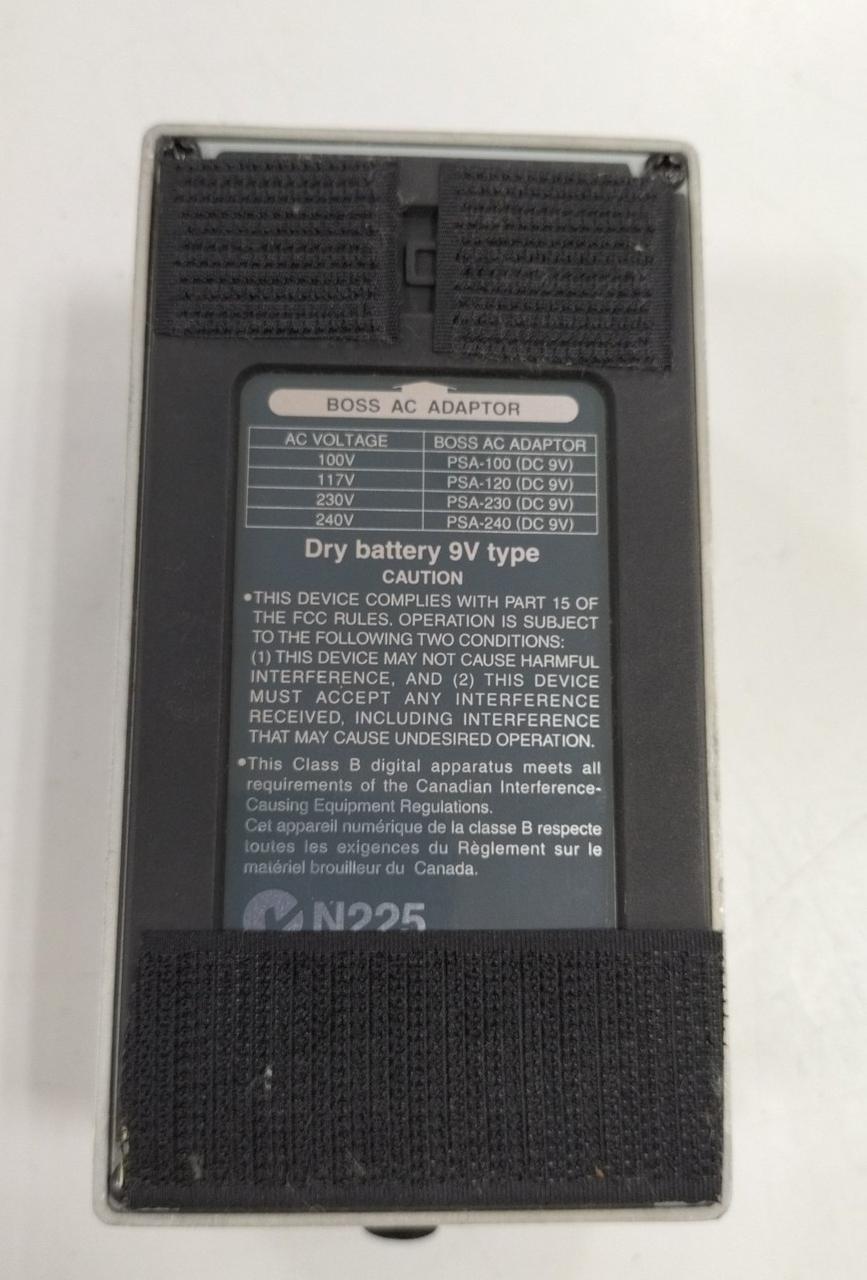 BOSS AC ADAPTOR
AC VOLTAGE BOSS AC ADAPTOR
100V PSA-100 (DC 9V)
117V PSA-120 (DC 9V)
230V PSA-230 (DC 9V)
240V PSA-240 (DC 9V)
Dry battery 9V type
CAUTION
•THIS DEVICE COMPLIES WITH PART 15 OF
THE FCC RULES. OPERATION IS SUBJECT
TO THE FOLLOWING TWO CONDITIONS:
(1) THIS DEVICE MAY NOT CAUSE HARMFUL
INTERFERENCE, AND (2) THIS DEVICE
MUST ACCEPT ANY INTERFERENCE
RECEIVED, INCLUDING INTERFERENCE
THAT MAY CAUSE UNDESIRED OPERATION.
•This Class B digital apparatus meets all
requirements of the Canadian Interference-
Causing Equipment Regulations.
Cet appareil numérique de la classe B respecte
toutes les exigences du Règlement sur le
matériel brouilleur du Canada.
N225